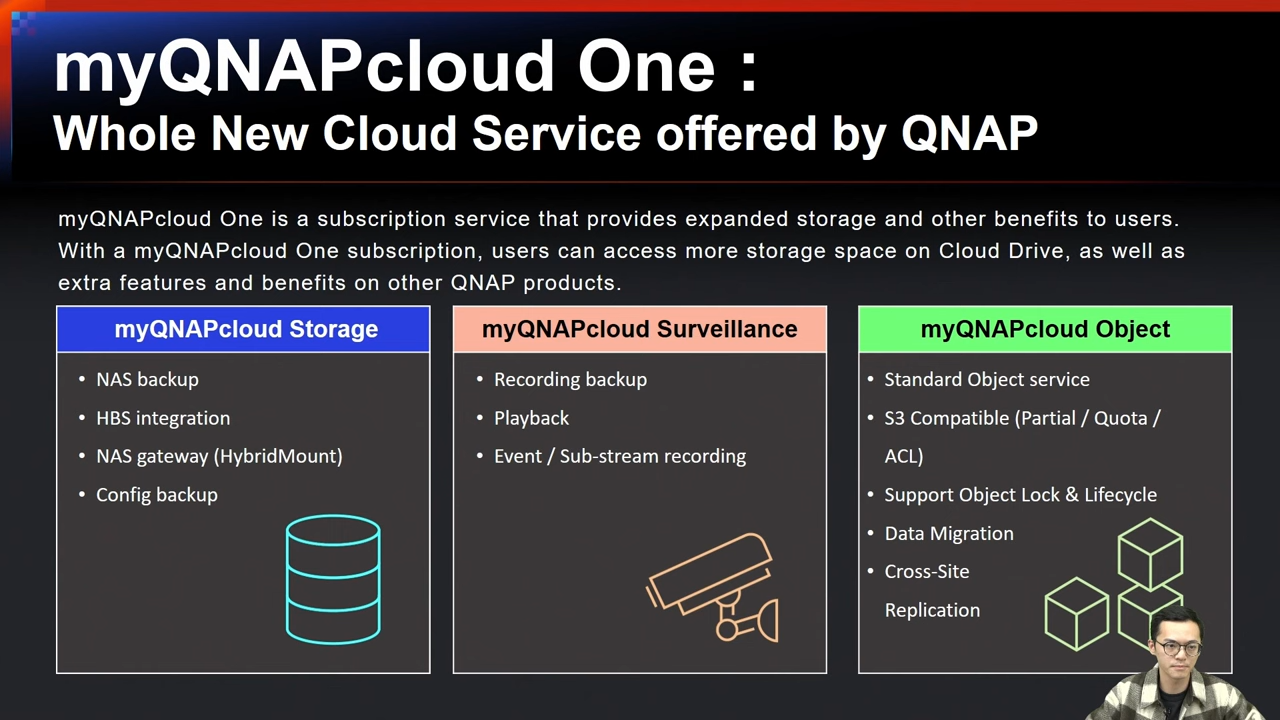 myQNAPcloud One :
Whole New Cloud Service offered by QNAP
myQNAPcloud One is a subscription service that provides expanded storage and other benefits to users.
With a myQNAPcloud One subscription, users can access more storage space on Cloud Drive, as well as
extra features and benefits on other QNAP products.
myQNAPcloud Storage
• NAS backup
• HBS integration
• NAS gateway (HybridMount)
• Config backup
myQNAPcloud Surveillance
• Recording backup
• Playback
• Event / Sub-stream recording
myQNAPcloud Object
• Standard Object service
• S3 Compatible (Partial / Quota /
ACL)
• Support Object Lock & Lifecycle
• Data Migration
• Cross-Site
Replication